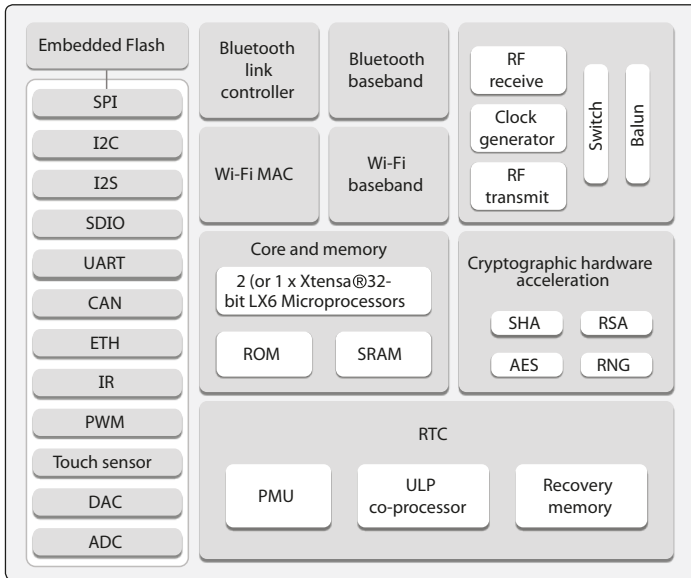 Embedded Flash
SPI
I2C
I2S
SDIO
UART
CAN
ETH
IR
PWM
Touch sensor
DAC
ADC
Bluetooth
link
controller
Bluetooth
baseband
Wi-Fi MAC
Wi-Fi
baseband
RF
receive
Clock
generator
RF
transmit
Switch
Balun
Core and memory
2 (or 1 x Xtensa®32-
bit LX6 Microprocessors
ROM
SRAM
Cryptographic hardware
acceleration
SHA
RSA
AES
RNG
RTC
PMU
ULP
co-processor
Recovery
memory